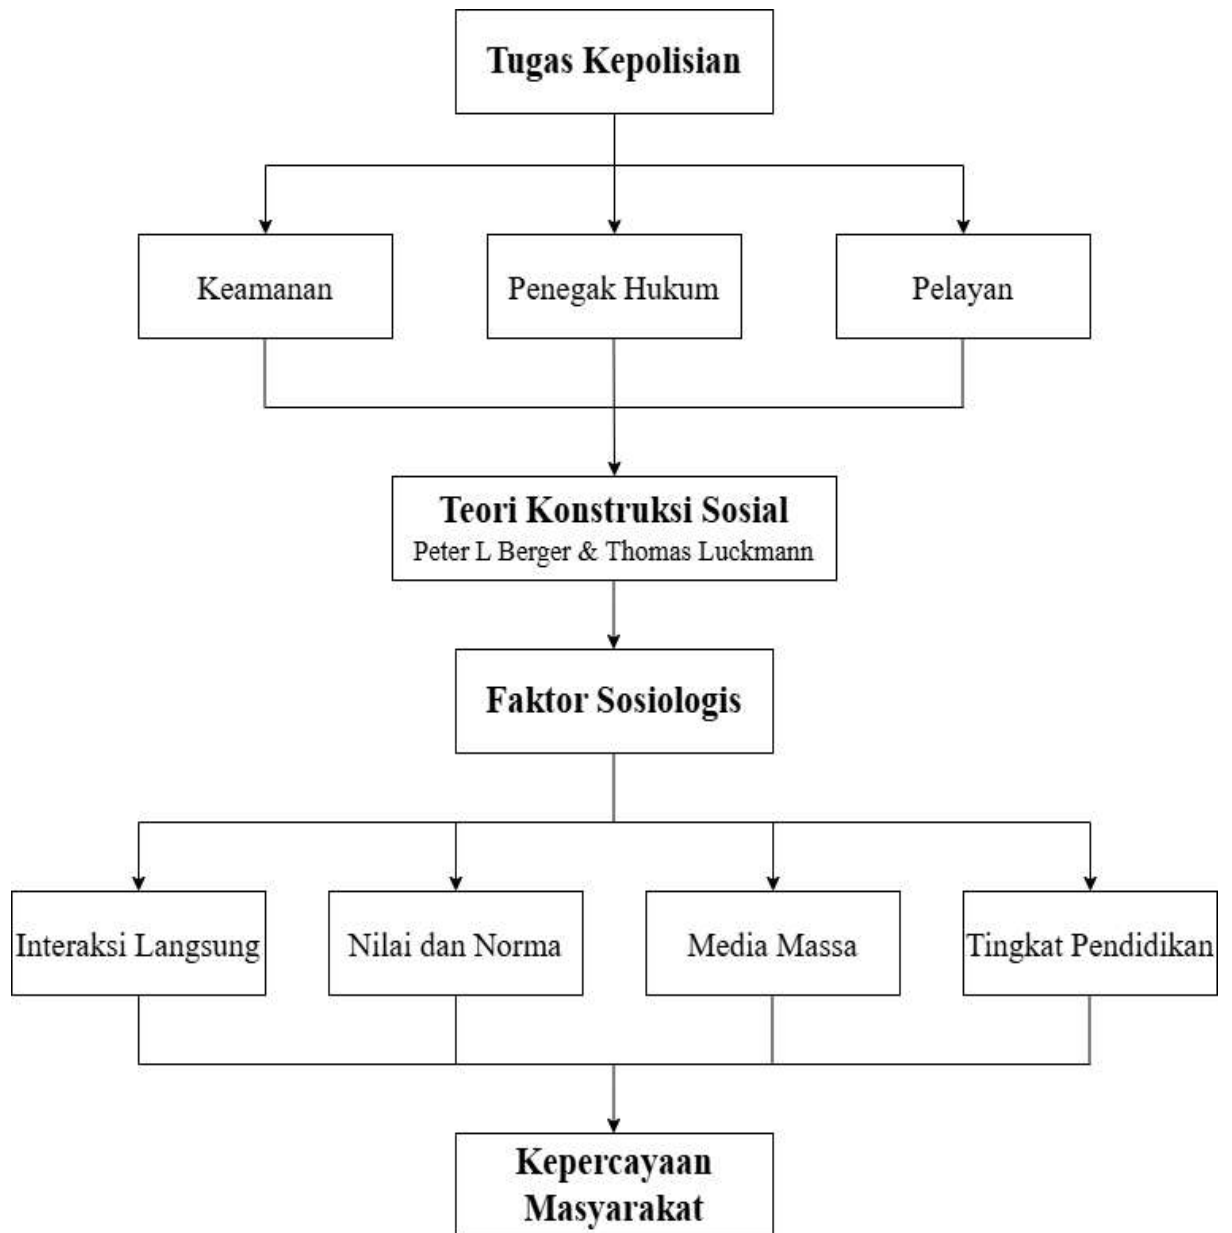 Tugas Kepolisian
Keamanan
Penegak Hukum
Pelayan
Teori Konstruksi Sosial
Peter L Berger & Thomas Luckmann
Faktor Sosiologis
Interaksi Langsung
Nilai dan Norma
Media Massa
Tingkat Pendidikan
Kepercayaan
Masyarakat